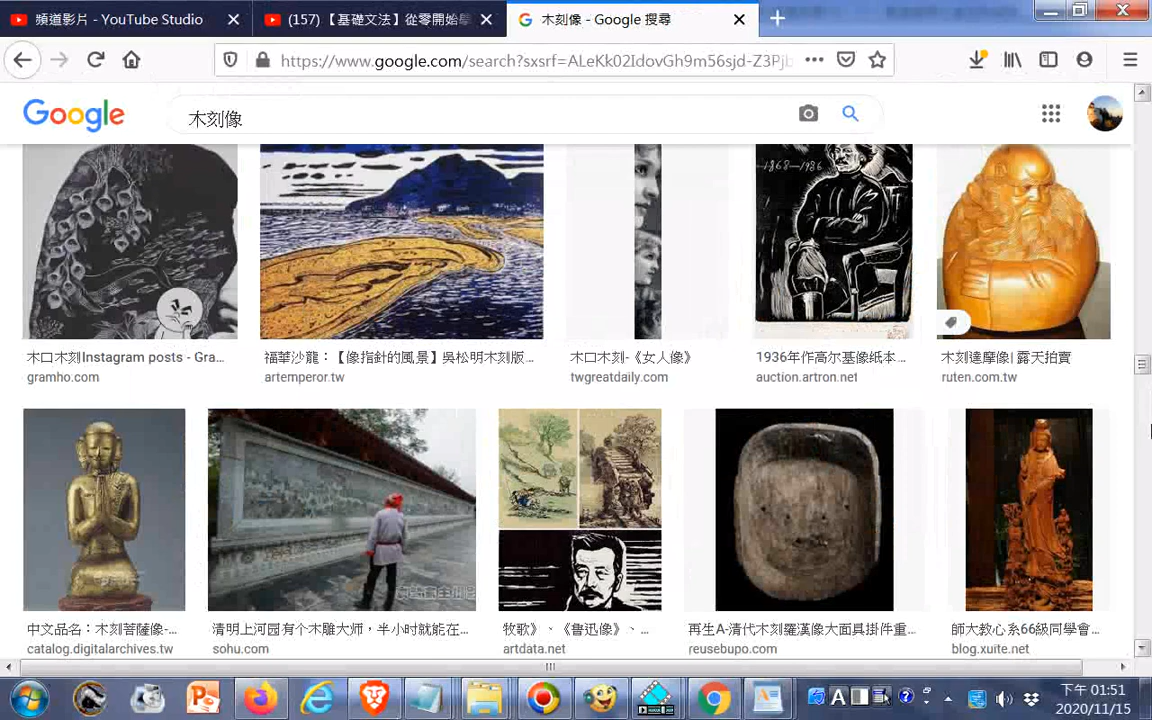 頻道影片 - YouTube Studio
(157) 【基礎文法】從零開始學
木刻像 - Google 搜尋
https://www.google.com/search?sxsrf=ALeKk02IdovGh9m56sjd-Z3Pjb
Google
木刻像
1868-1986
木口木刻Instagram posts - Gra...
gramho.com
福華沙龍：【像指針的風景】吳松明木刻版...
artemperor.tw
木口木刻-《女人像》
twgreatdaily.com
1936年作高尔基像纸本...
auction.artron.net
木刻達摩像| 露天拍賣
ruten.com.tw
中文品名：木刻菩薩像-...
catalog.digitalarchives.tw
清明上河园有个木雕大师，半小时就能在...
sohu.com
牧歌》、《魯迅像》、...
artdata.net
再生A-清代木刻羅漢像大面具掛件重...
reusebupo.com
師大教心系66級同學會...
blog.xuite.net
下午 01:51
2020/11/15